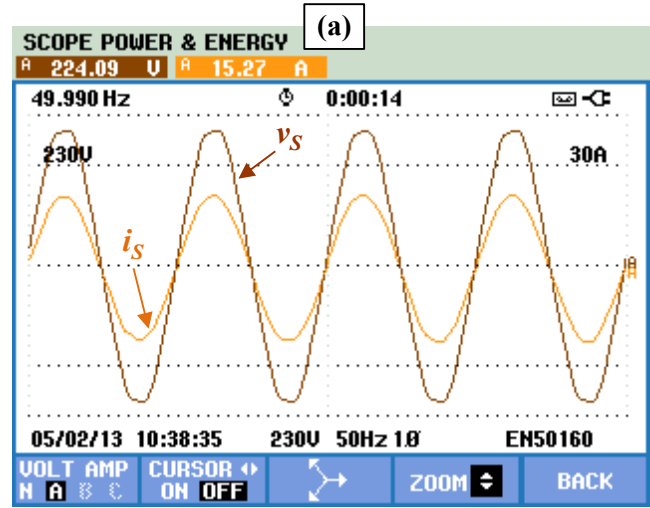 (a)
SCOPE POWER & ENERGY
A 224.09 V A 15.27 A
49.990 Hz 0:00:14
230V 30A
vS
iS
A
A
05/02/13 10:38:35 230V 50Hz 1Ø EN50160
VOLT AMP CURSOR ZOOM BACK
N A B C ON OFF